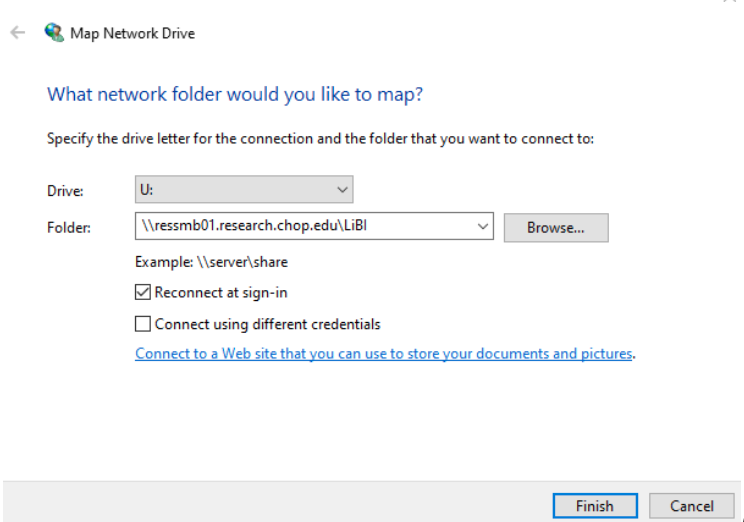 Map Network Drive
What network folder would you like to map?
Specify the drive letter for the connection and the folder that you want to connect to:
Drive: U:
Folder: \\ressmb01.research.chop.edu\LiBI Browse...
Example: \\server\share
Reconnect at sign-in
Connect using different credentials
Connect to a Web site that you can use to store your documents and pictures.
Finish Cancel